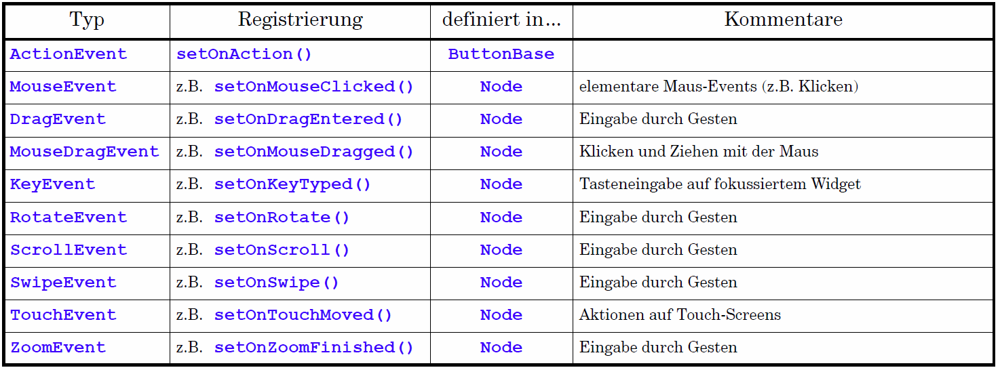 Typ Registrierung definiert in... Kommentare
ActionEvent setOnAction() ButtonBase
MouseEvent z.B. setOnMouseClicked() Node elementare Maus-Events (z.B. Klicken)
DragEvent z.B. setOnDragEntered() Node Eingabe durch Gesten
MouseDragEvent z.B. setOnMouseDragged() Node Klicken und Ziehen mit der Maus
KeyEvent z.B. setOnKeyTyped() Node Tasteneingabe auf fokussiertem Widget
RotateEvent z.B. setOnRotate() Node Eingabe durch Gesten
ScrollEvent z.B. setOnScroll() Node Eingabe durch Gesten
SwipeEvent z.B. setOnSwipe() Node Eingabe durch Gesten
TouchEvent z.B. setOnTouchMoved() Node Aktionen auf Touch-Screens
ZoomEvent z.B. setOnZoomFinished() Node Eingabe durch Gesten